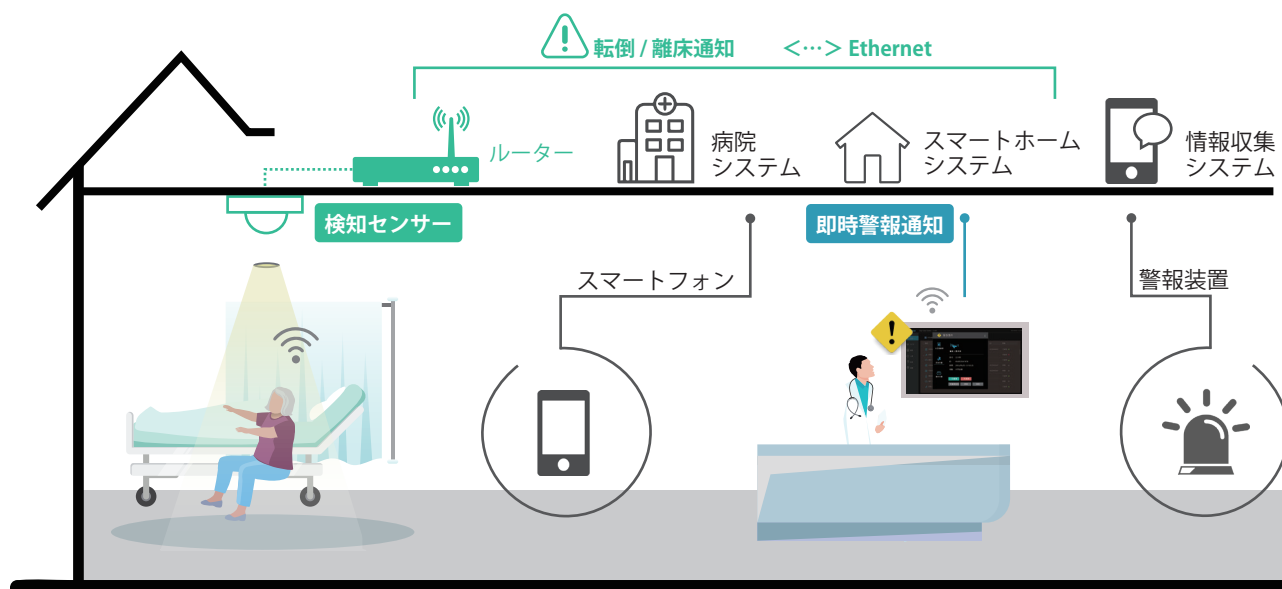 転倒 / 離床通知 <…> Ethernet
ルーター
病院
システム
スマートホーム
システム
情報収集
システム
検知センサー
即時警報通知
スマートフォン
警報装置